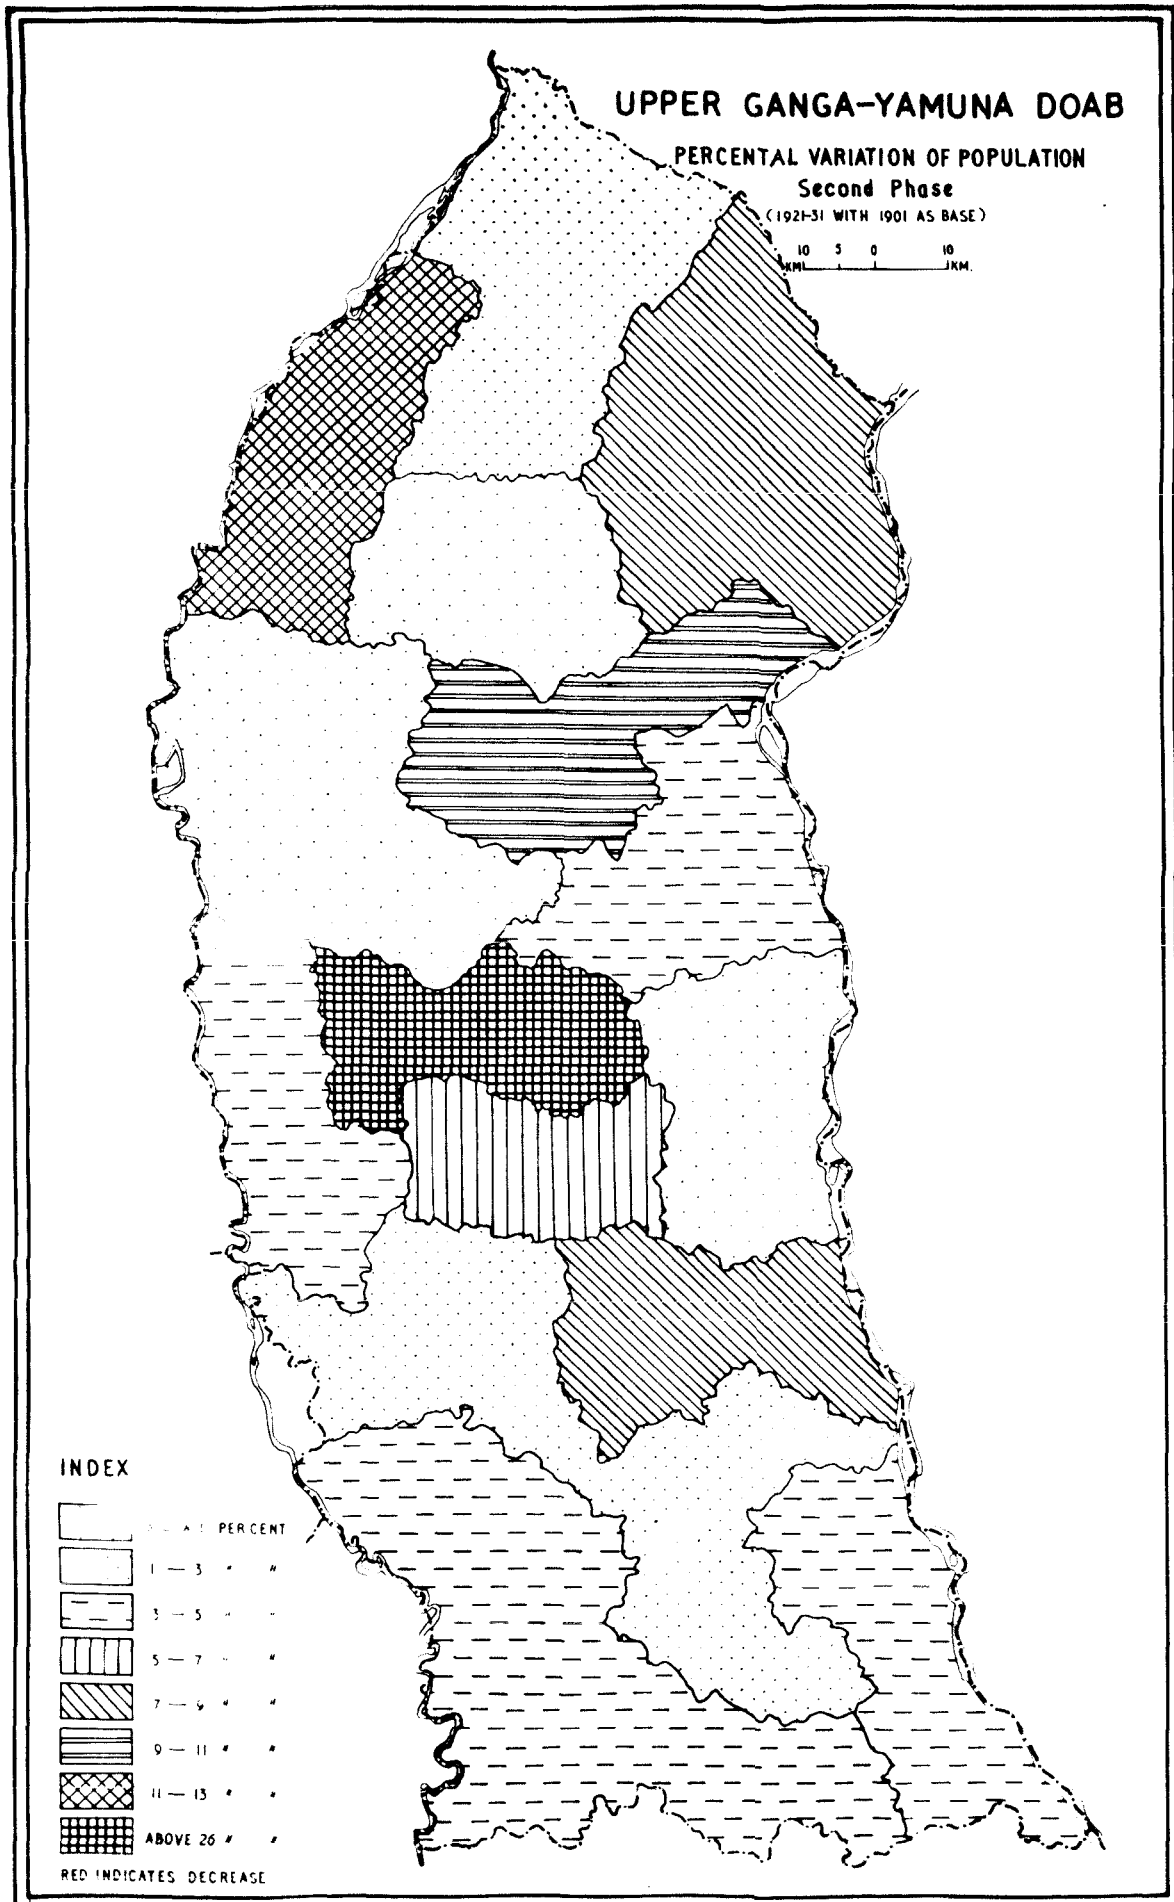 UPPER GANGA-YAMUNA DOAB
PERCENTAL VARIATION OF POPULATION
Second Phase
(1921-31 WITH 1901 AS BASE)
10 5 0 10
KM KM.
INDEX
PERCENT
1 — 3 " "
3 — 5 " "
5 — 7 " "
7 — 9 " "
9 — 11 " "
11 — 13 " "
ABOVE 26 " "
RED INDICATES DECREASE